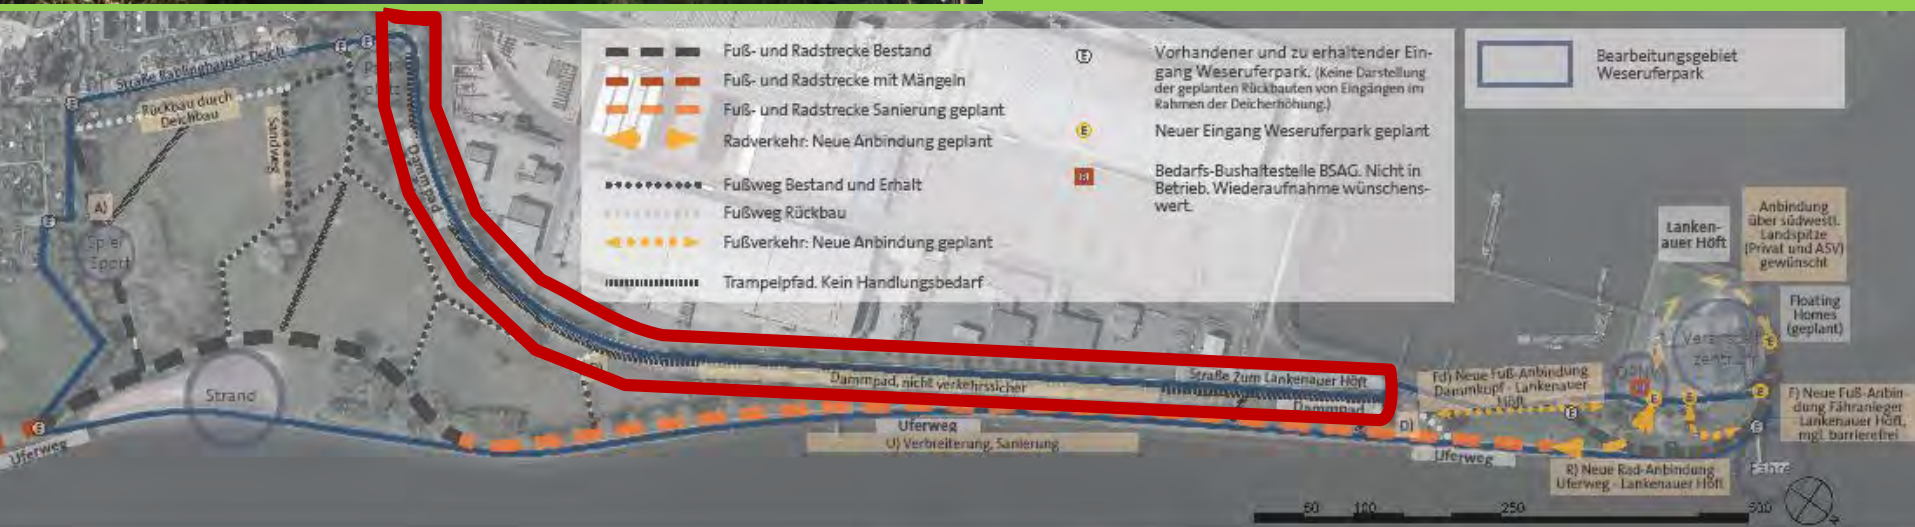 Straße Rablinghauser Deich
Rückbau durch
Deichbau
Sandweg
A)
Spiel
Sport
Strand
Uferweg
Dammpad
Fuß- und Radstrecke Bestand
Fuß- und Radstrecke mit Mängeln
Fuß- und Radstrecke Sanierung geplant
Radverkehr: Neue Anbindung geplant
Fußweg Bestand und Erhalt
Fußweg Rückbau
Fußverkehr: Neue Anbindung geplant
Trampelpfad. Kein Handlungsbedarf
E
Vorhandener und zu erhaltender Ein-
gang Weseruferpark. (Keine Darstellung
der geplanten Rückbauten von Eingängen im
Rahmen der Deicherhöhung.)
E
Neuer Eingang Weseruferpark geplant
H
Bedarfs-Bushaltestelle BSAG. Nicht in
Betrieb. Wiederaufnahme wünschens-
wert.
Bearbeitungsgebiet
Weseruferpark
Lanken-
auer Höft
Anbindung
über südwestl.
Landspitze
(Privat und ASV)
gewünscht
Floating
Homes
(geplant)
Dammpad, nicht verkehrssicher
Straße Zum Lankenauer Höft
Dammpad
Uferweg
U) Verbreiterung, Sanierung
Fd) Neue Fuß-Anbindung
Dammkopf - Lankenauer
Höft
D)
Uferweg
F) Neue Fuß-Anbin-
dung Fähranleger
- Lankenauer Höft,
mgl. barrierefrei
R) Neue Rad-Anbindung
Uferweg - Lankenauer Höft
Fähre
50 100 250 500